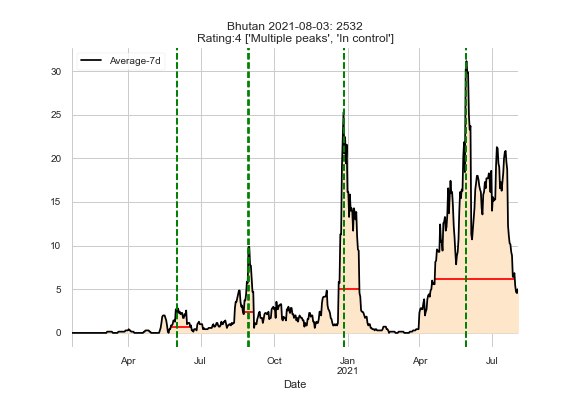 Bhutan 2021-08-03: 2532
Rating:4 ['Multiple peaks', 'In control']
Average-7d
30
25
20
15
10
5
0
Apr
Jul
Oct
Jan
2021
Apr
Jul
Date